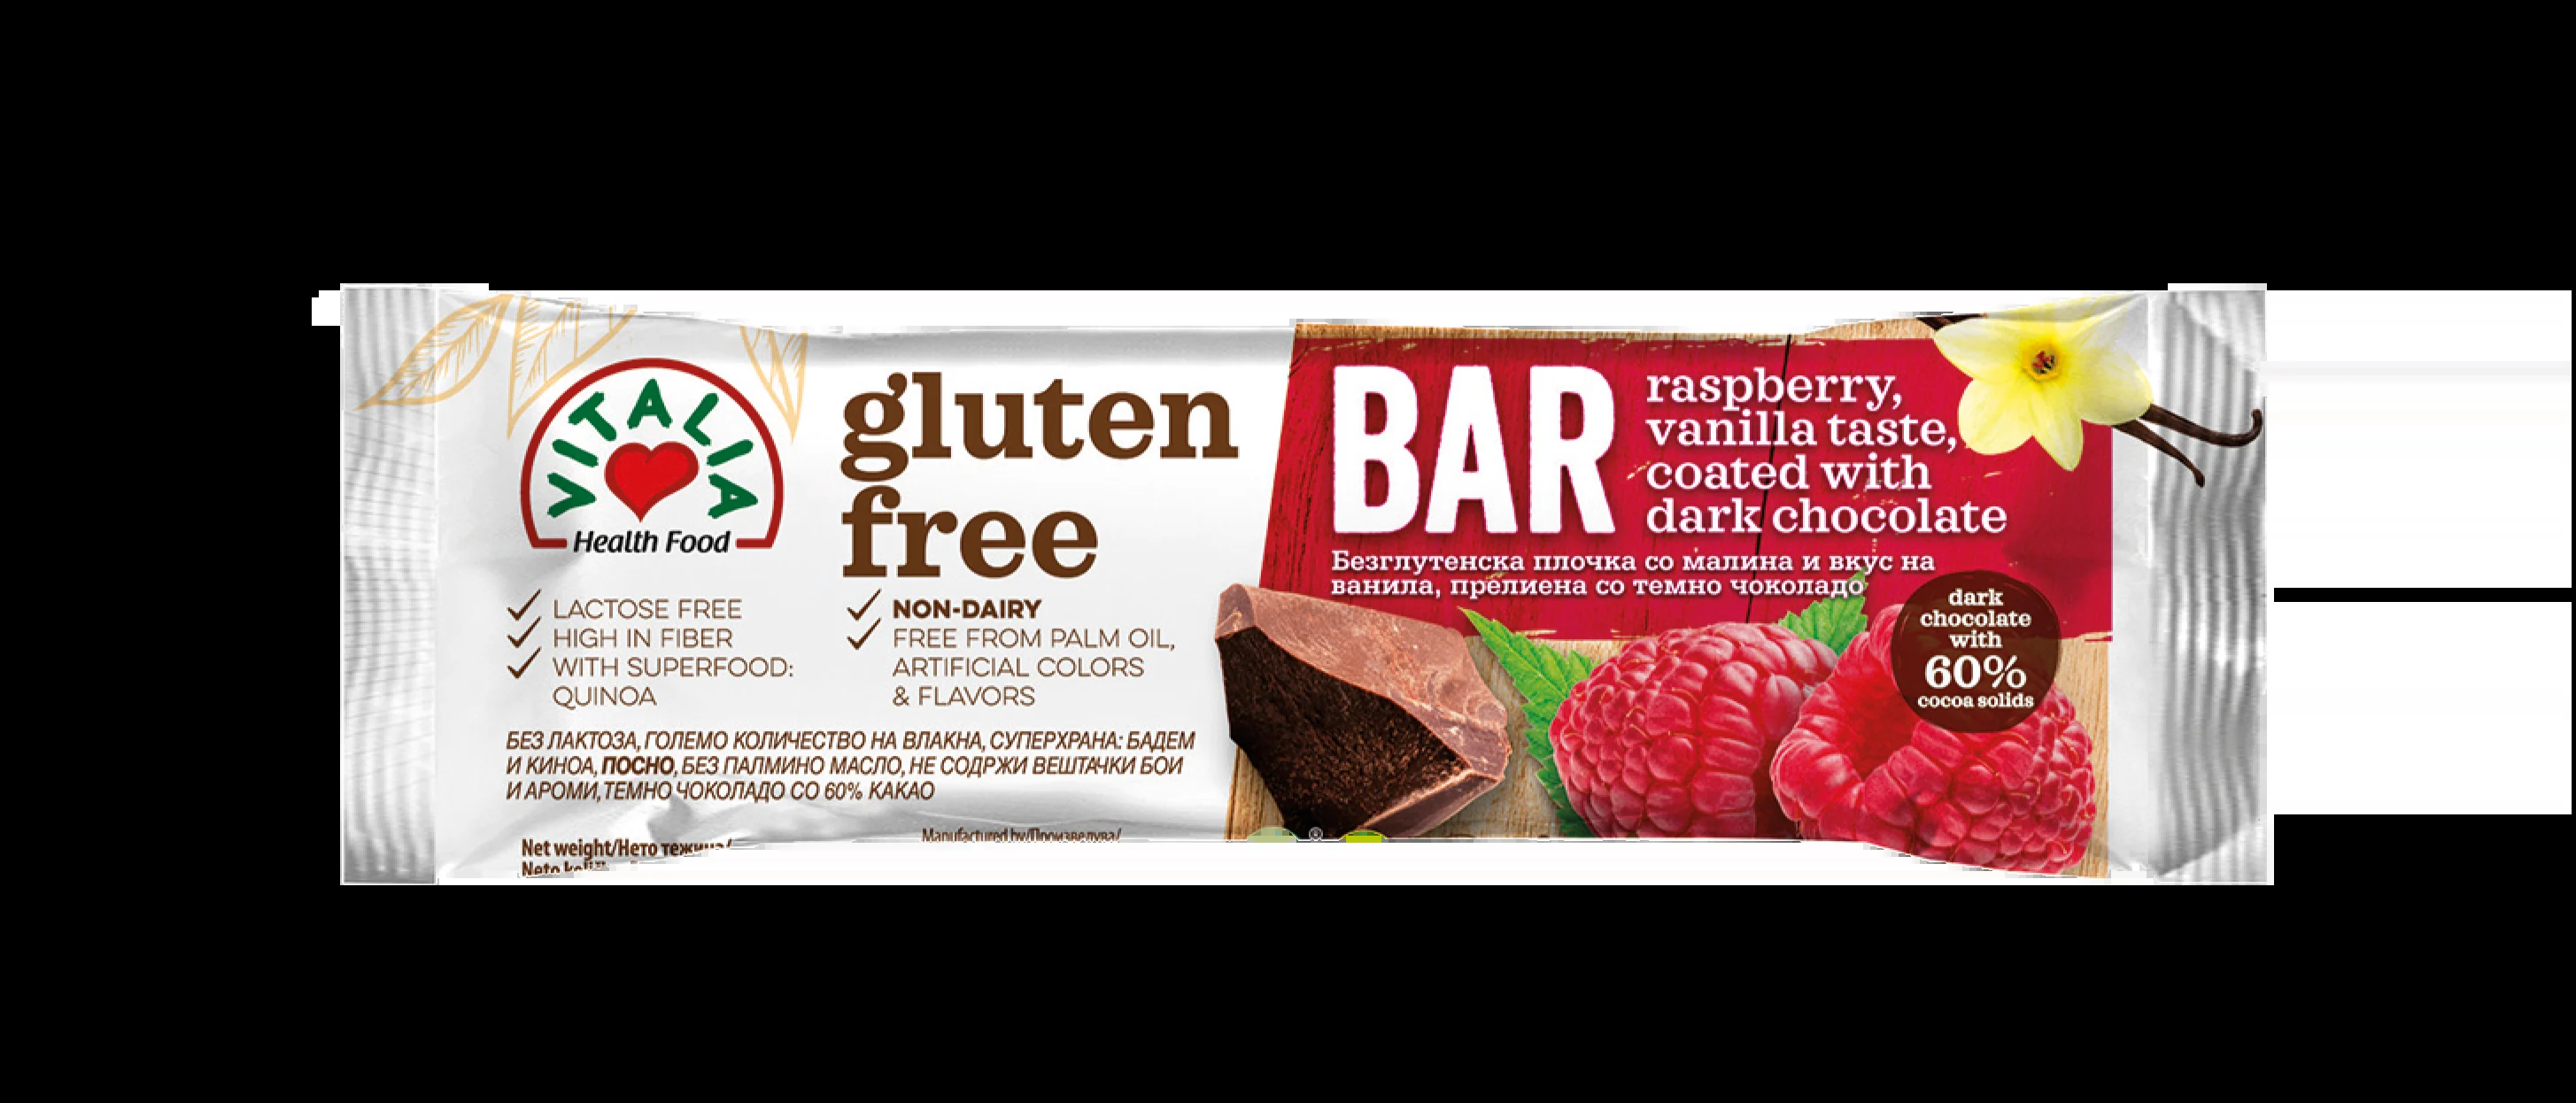 VITALIA
Health Food
gluten
free
LACTOSE FREE
HIGH IN FIBER
WITH SUPERFOOD:
QUINOA
NON-DAIRY
FREE FROM PALM OIL,
ARTIFICIAL COLORS
& FLAVORS
БЕЗ ЛАКТОЗА, ГОЛЕМО КОЛИЧЕСТВО НА ВЛАКНА, СУПЕРХРАНА: БАДЕМ
И КИНОА, ПОСНО, БЕЗ ПАЛМИНО МАСЛО, НЕ СОДРЖИ ВЕШТАЧКИ БОИ
И АРОМИ, ТЕМНО ЧОКОЛАДО СО 60% КАКАО
Net weight/Нето тежина/
Neto
Manufactured by/Произведува/
BAR
raspberry,
vanilla taste,
coated with
dark chocolate
Безглутенска плочка со малина и вкус на
ванила, прелиена со темно чоколадо
dark
chocolate
with
60%
cocoa solids
®